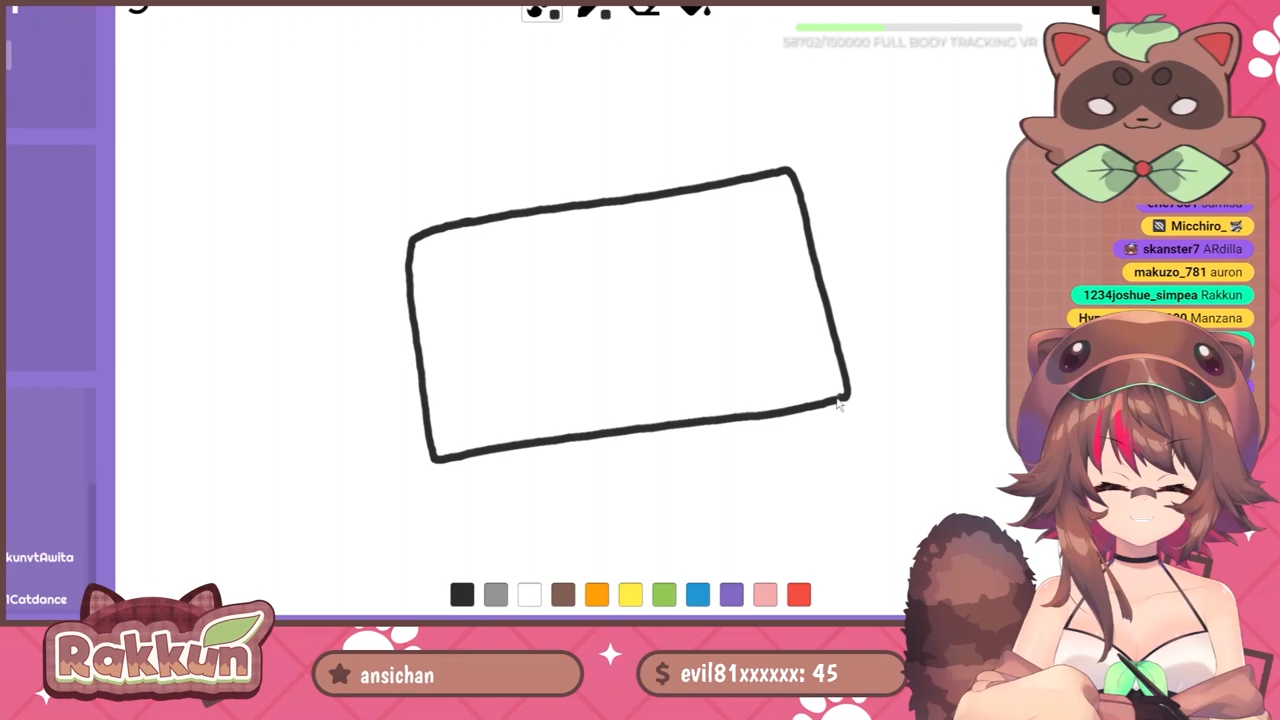 58702/150000 FULL BODY TRACKING VR
Micchiro_
skanster7 ARdilla
makuzo_781 auron
1234joshue_simpea Rakkun
Manzana
kunvtAwita
lCatdance
Rakkun
ansichan
$ evil81xxxxxx: 45